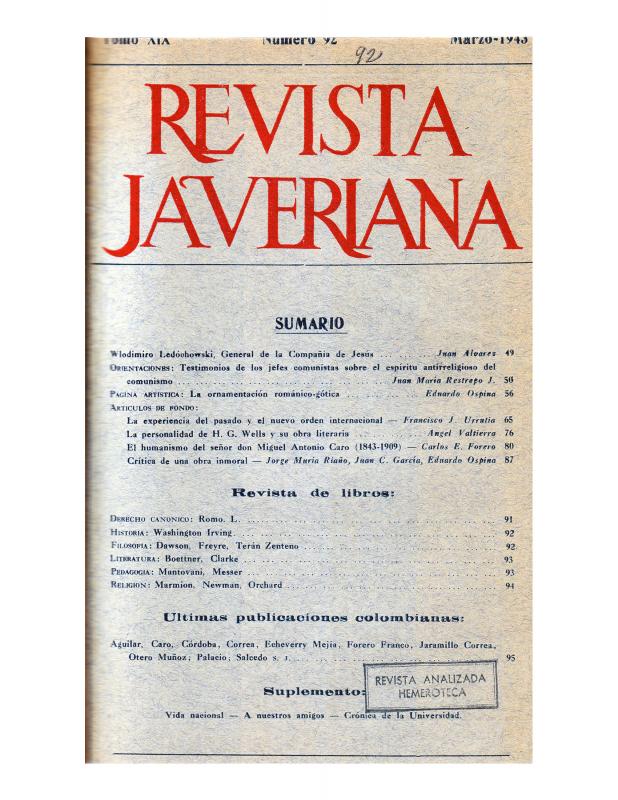 Tomo XIX Número 92 Marzo-1943
92
REVISTA
JAVERIANA
SUMARIO
Wlodimiro Ledóchowski, General de la Compañía de Jesús ... ........ Juan Alvarez 49
ORIENTACIONES: Testimonios de los jefes comunistas sobre el espíritu antirreligioso del
comunismo ........................................ Juan María Restrepo J. 50
PAGINA ARTISTICA: La ornamentación románico-gótica ............... Eduardo Ospina 56
ARTICULOS DE FONDO:
La experiencia del pasado y el nuevo orden internacional — Francisco J. Urrutia 65
La personalidad de H. G. Wells y su obra literaria ... ............ Angel Valtierra 76
El humanismo del señor don Miguel Antonio Caro (1843-1909) — Carlos E. Forero 80
Crítica de una obra inmoral — Jorge Murcia Riaño, Juan C. García, Eduardo Ospina 87
Revista de libros:
DERECHO CANONICO: Romo, L. ........................................ 91
HISTORIA: Washington Irving. ........................................ 92
FILOSOFIA: Dawson, Freyre, Terán Zenteno ........................................ 92
LITERATURA: Boettner, Clarke ........................................ 93
PEDAGOGIA: Mantovani, Messer ........................................ 93
RELIGION: Marmion, Newman, Orchard ........................................ 94
Ultimas publicaciones colombianas:
Aguilar, Caro, Córdoba, Correa, Echeverry Mejía, Forero Franco, Jaramillo Correa,
Otero Muñoz, Palacio, Salcedo S. J. ........................................ 95
Suplemento:
REVISTA ANALIZADA
HEMEROTECA
Vida nacional — A nuestros amigos — Crónica de la Universidad.